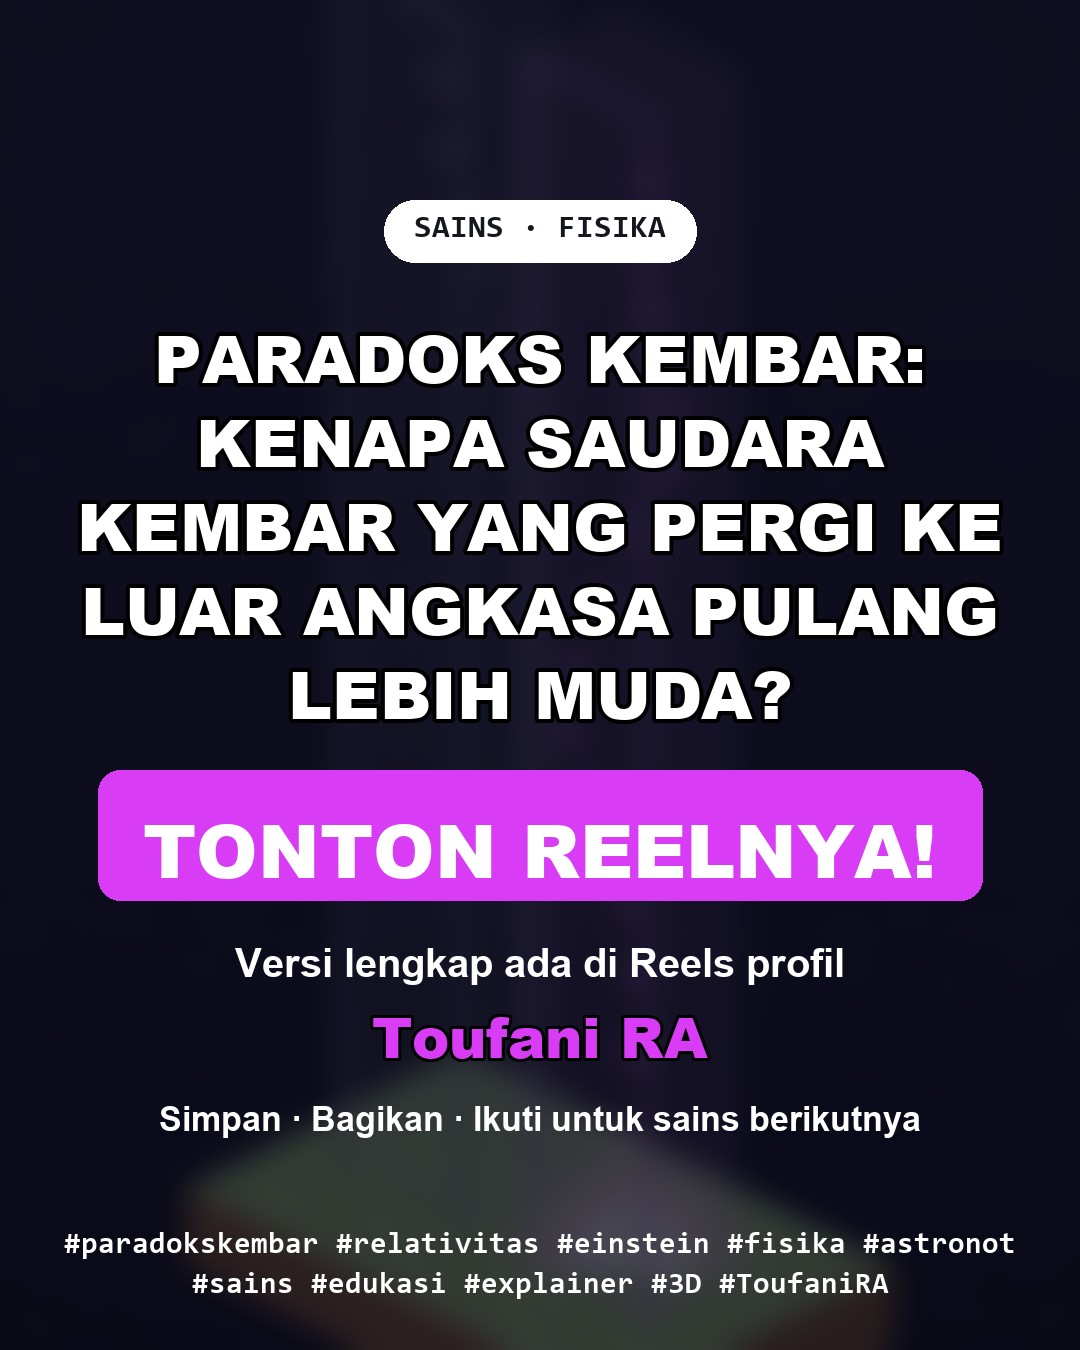 SAINS · FISIKA
PARADOKS KEMBAR:
KENAPA SAUDARA
KEMBAR YANG PERGI KE
LUAR ANGKASA PULANG
LEBIH MUDA?
TONTON REELNYA!
Versi lengkap ada di Reels profil
Toufani RA
Simpan · Bagikan · Ikuti untuk sains berikutnya
#paradokskembar #relativitas #einstein #fisika #astronot
#sains #edukasi #explainer #3D #ToufaniRA